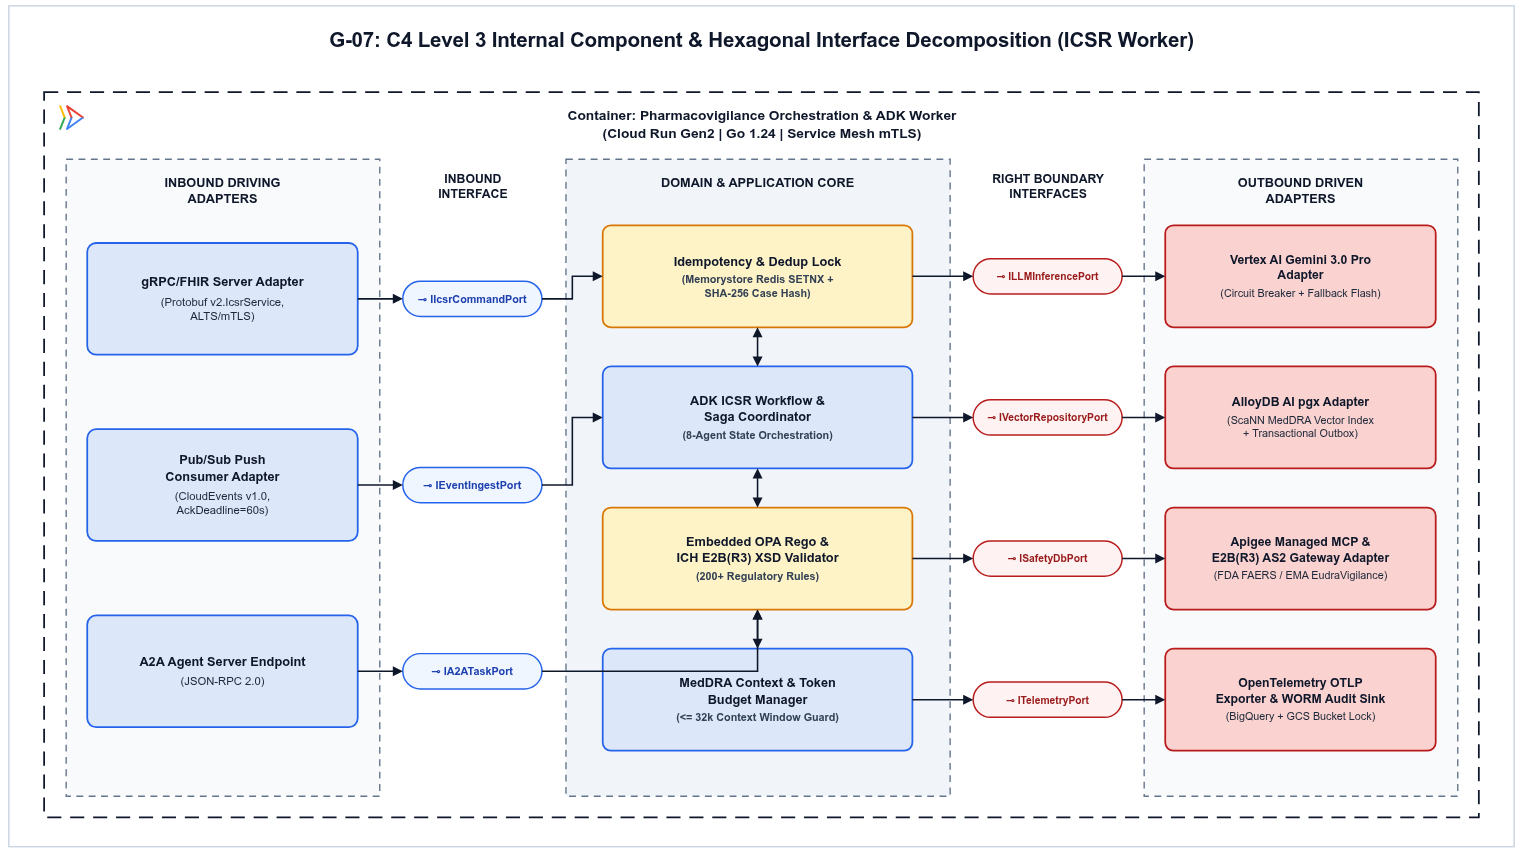 G-07: C4 Level 3 Internal Component & Hexagonal Interface Decomposition (ICSR Worker)
Container: Pharmacovigilance Orchestration & ADK Worker
(Cloud Run Gen2 | Go 1.24 | Service Mesh mTLS)
INBOUND DRIVING
ADAPTERS
gRPC/FHIR Server Adapter
(Protobuf v2.IcsrService,
ALTS/mTLS)
Pub/Sub Push
Consumer Adapter
(CloudEvents v1.0,
AckDeadline=60s)
A2A Agent Server Endpoint
(JSON-RPC 2.0)
INBOUND
INTERFACE
⊸ IIcsrCommandPort
⊸ IEventIngestPort
⊸ IA2ATaskPort
DOMAIN & APPLICATION CORE
Idempotency & Dedup Lock
(Memorystore Redis SETNX +
SHA-256 Case Hash)
ADK ICSR Workflow &
Saga Coordinator
(8-Agent State Orchestration)
Embedded OPA Rego &
ICH E2B(R3) XSD Validator
(200+ Regulatory Rules)
MedDRA Context & Token
Budget Manager
(<= 32k Context Window Guard)
RIGHT BOUNDARY
INTERFACES
⊸ ILLMInferencePort
⊸ IVectorRepositoryPort
⊸ ISafetyDbPort
⊸ ITelemetryPort
OUTBOUND DRIVEN
ADAPTERS
Vertex AI Gemini 3.0 Pro
Adapter
(Circuit Breaker + Fallback Flash)
AlloyDB AI pgx Adapter
(ScaNN MedDRA Vector Index
+ Transactional Outbox)
Apigee Managed MCP &
E2B(R3) AS2 Gateway Adapter
(FDA FAERS / EMA EudraVigilance)
OpenTelemetry OTLP
Exporter & WORM Audit Sink
(BigQuery + GCS Bucket Lock)